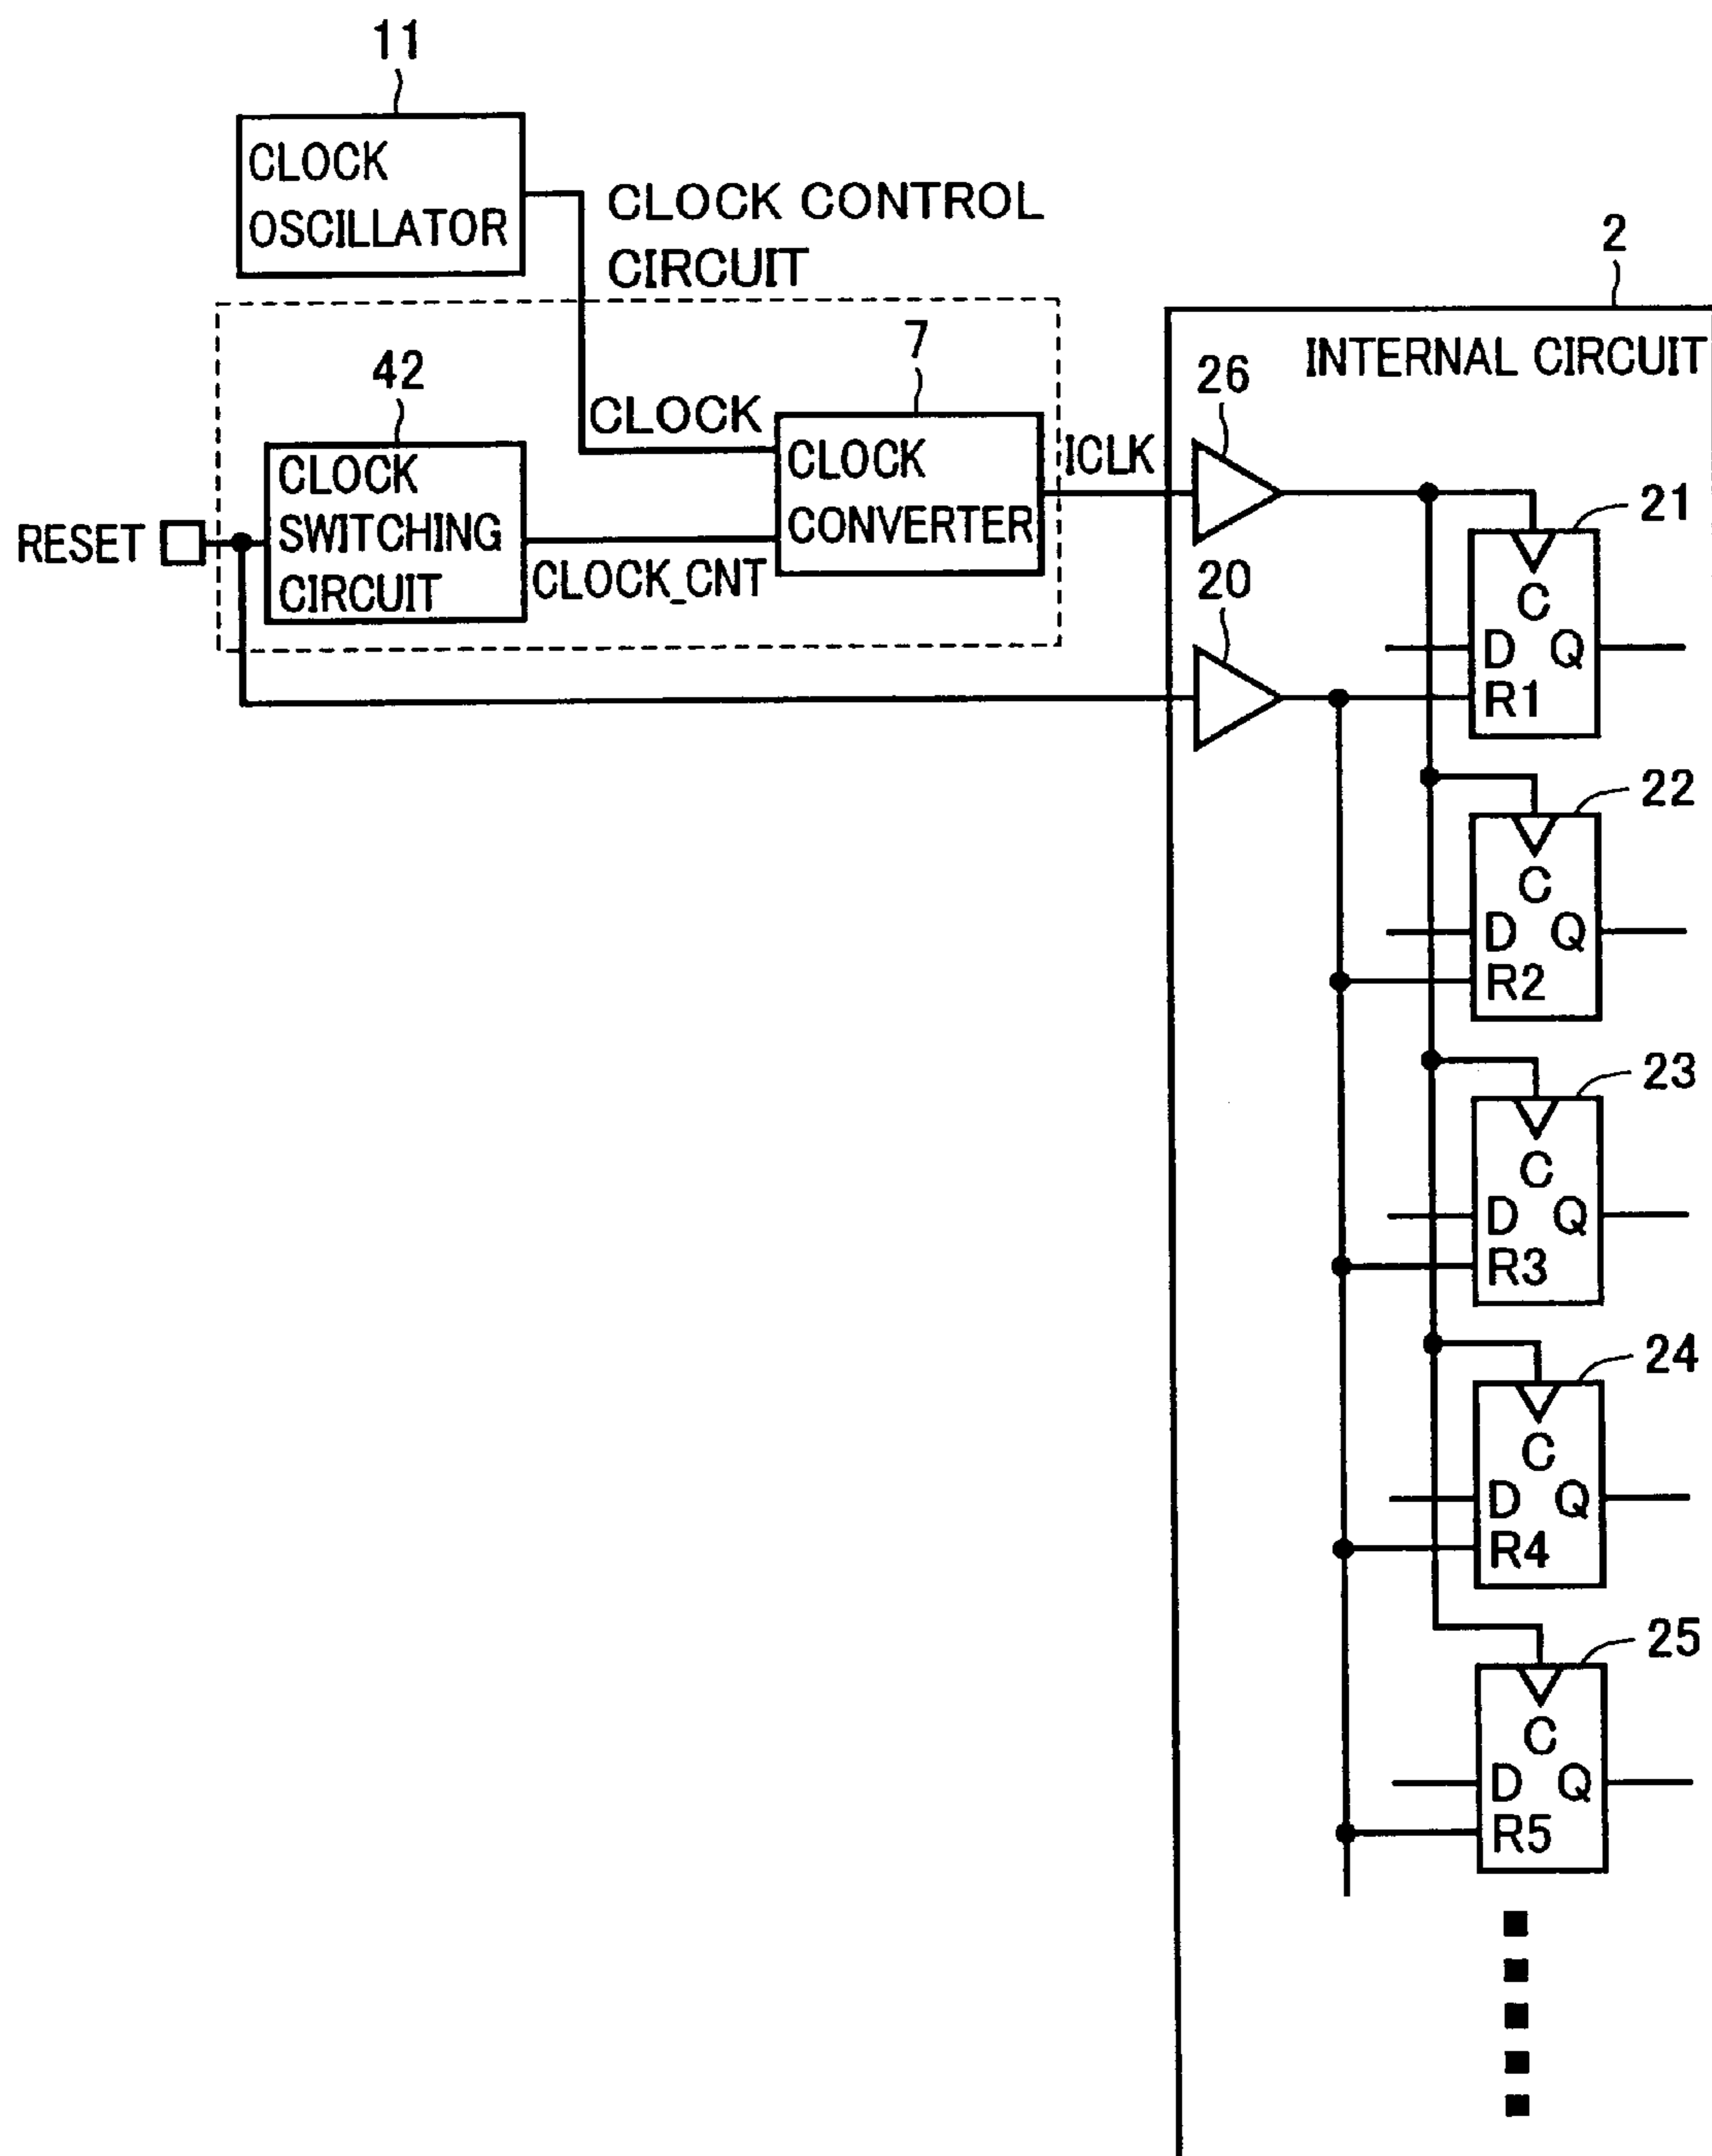 11
CLOCK
OSCILLATOR
CLOCK CONTROL
CIRCUIT
2
INTERNAL CIRCUIT
42
7
26
CLOCK
CLOCK
SWITCHING
CIRCUIT
CLOCK
CONVERTER
ICLK
RESET
CLOCK_CNT
20
21
C
D Q
R1
22
C
D Q
R2
23
C
D Q
R3
24
C
D Q
R4
25
C
D Q
R5